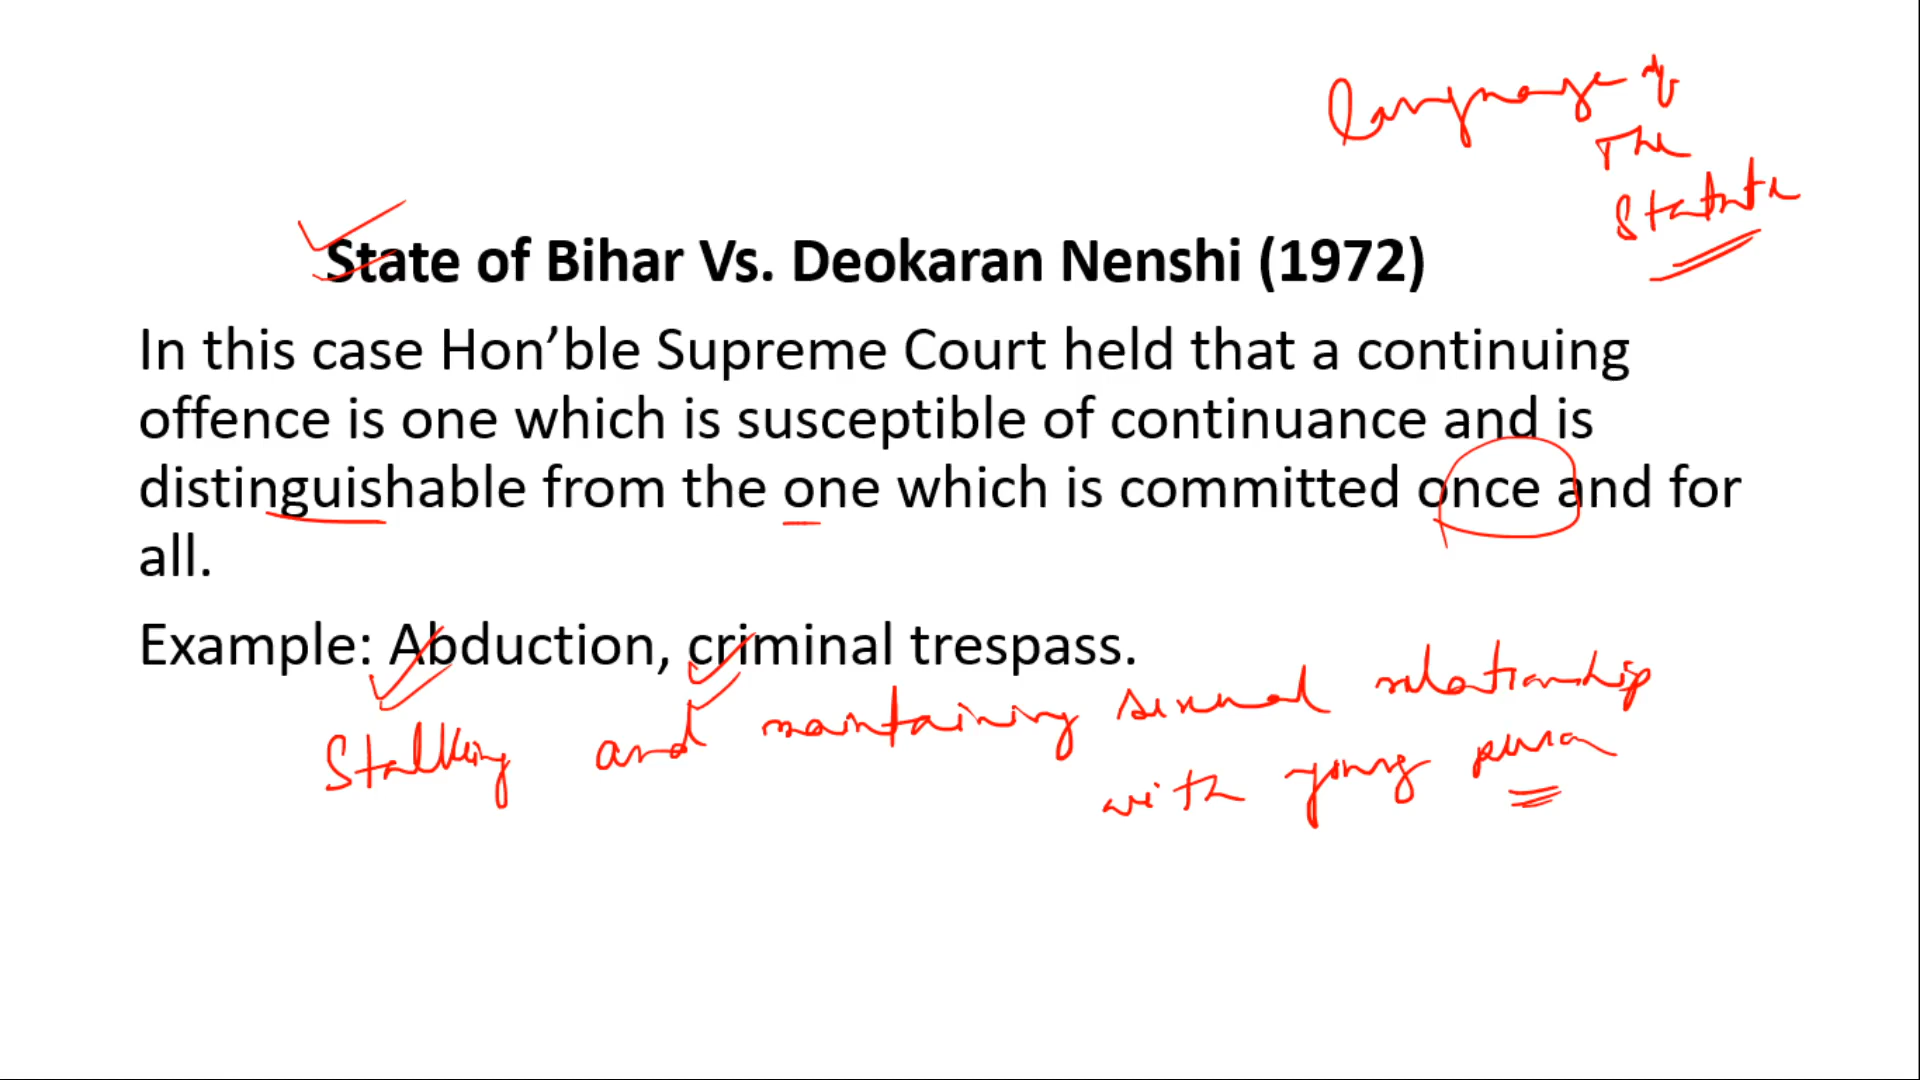 Language of
The
Statute
State of Bihar Vs. Deokaran Nenshi (1972)
In this case Hon’ble Supreme Court held that a continuing
offence is one which is susceptible of continuance and is
distinguishable from the one which is committed once and for
all.
Example: Abduction, criminal trespass.
Stalking and maintaining sexual relationship
with young person